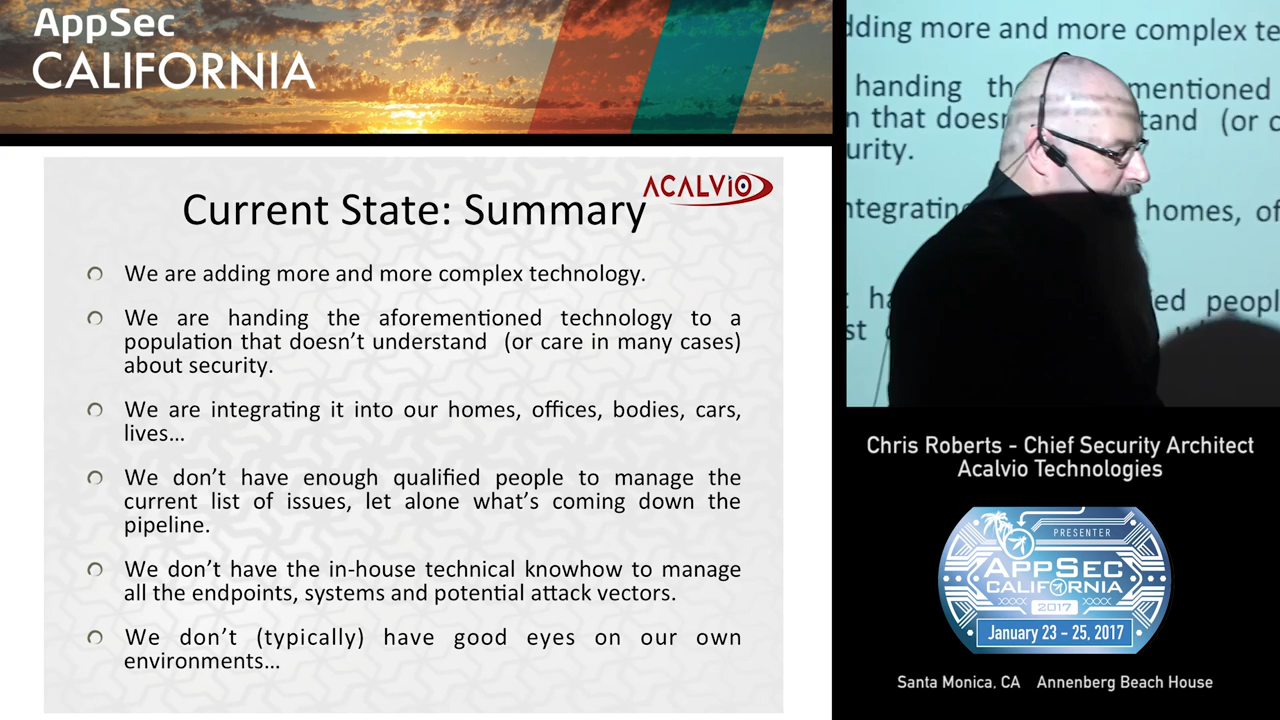 AppSec
CALIFORNIA
ACALVIO
Current State: Summary
We are adding more and more complex technology.
We are handing the aforementioned technology to a
population that doesn't understand (or care in many cases)
about security.
We are integrating it into our homes, offices, bodies, cars,
lives…
We don't have enough qualified people to manage the
current list of issues, let alone what's coming down the
pipeline.
We don't have the in-house technical knowhow to manage
all the endpoints, systems and potential attack vectors.
We don't (typically) have good eyes on our own
environments…
dding more and more complex te
handing th mentioned
n that does tand (or c
urity.
ntegratin homes, of
ha ied peopl
st
Chris Roberts - Chief Security Architect
Acalvio Technologies
PRESENTER
APPSEC
CALIFORNIA
XXXX 2017 XXXX
January 23 - 25, 2017
Santa Monica, CA Annenberg Beach House